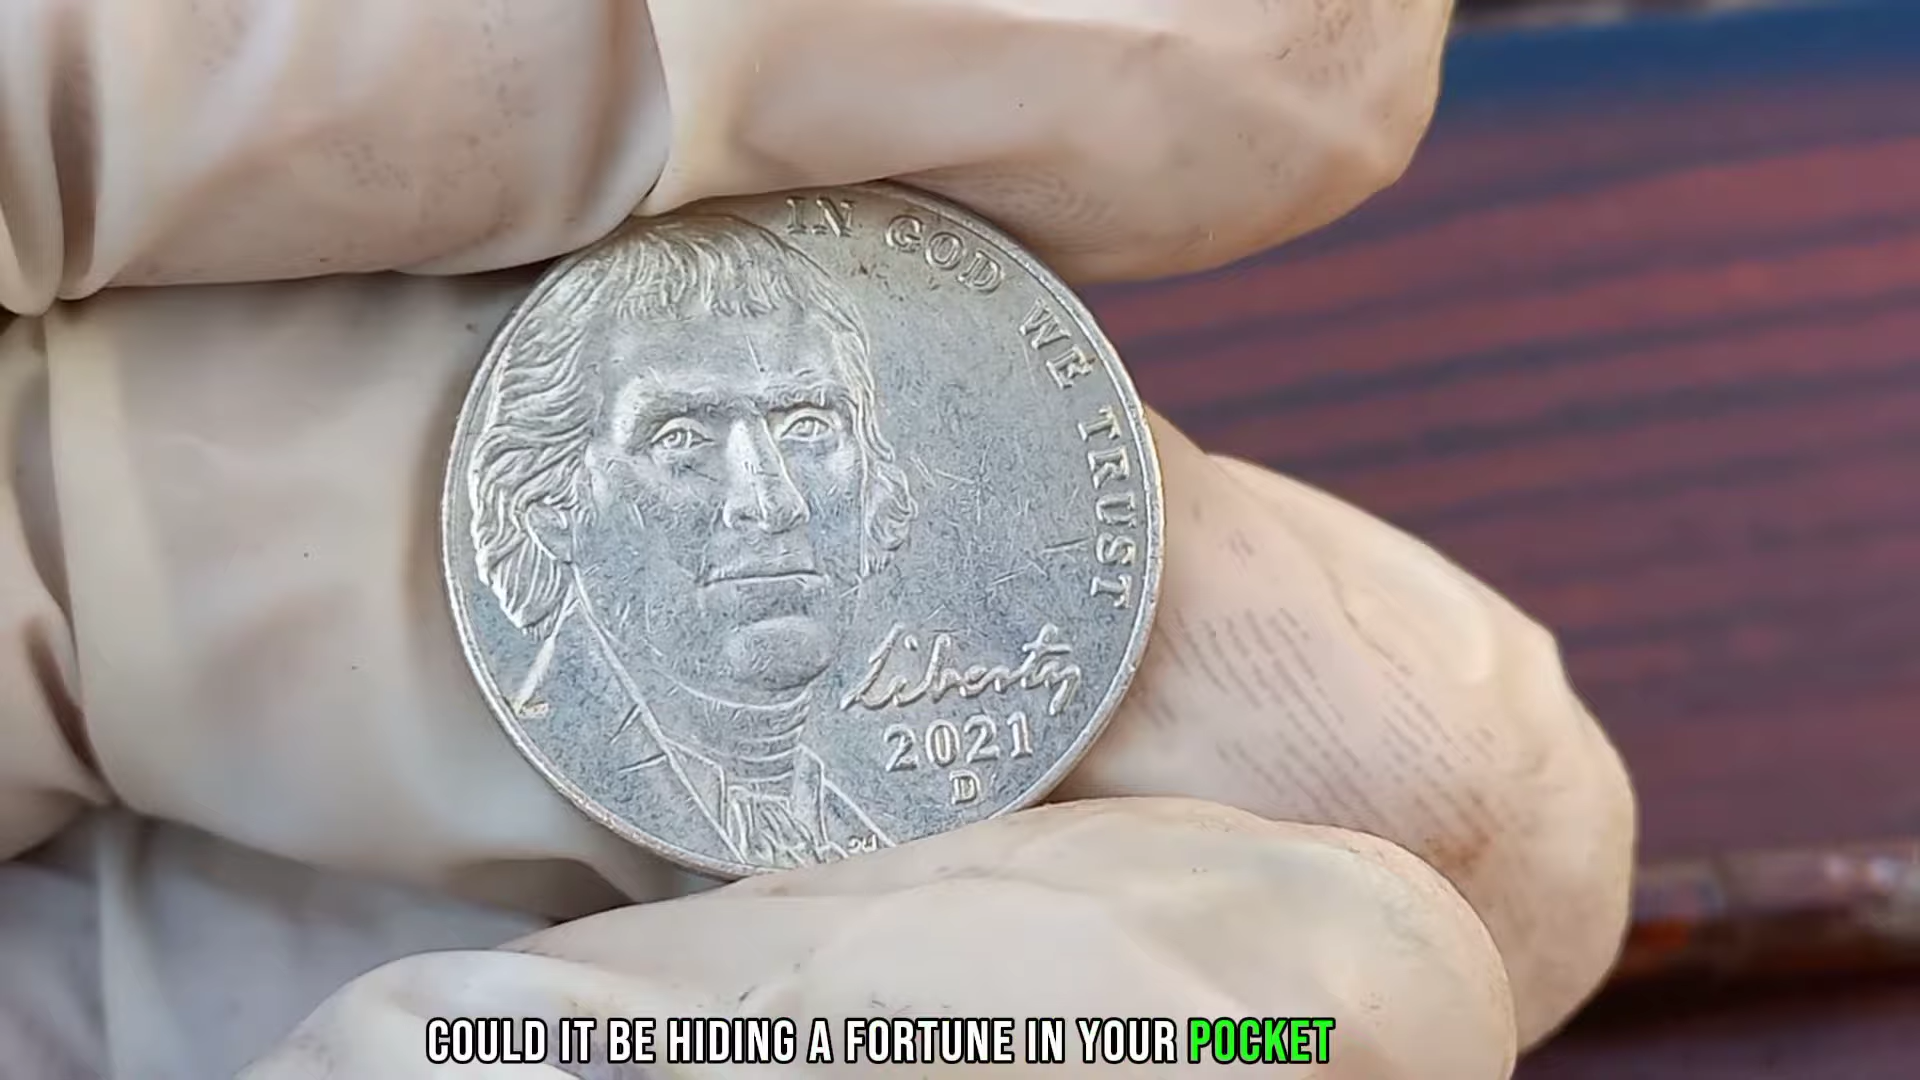 IN GOD WE TRUST
Liberty
2021
D
COULD IT BE HIDING A FORTUNE IN YOUR POCKET